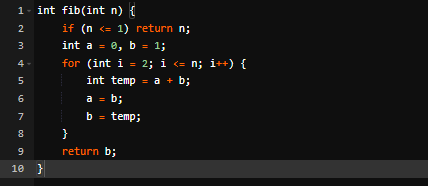 1 int fib(int n) {
2     if (n <= 1) return n;
3     int a = 0, b = 1;
4     for (int i = 2; i <= n; i++) {
5         int temp = a + b;
6         a = b;
7         b = temp;
8     }
9     return b;
10 }